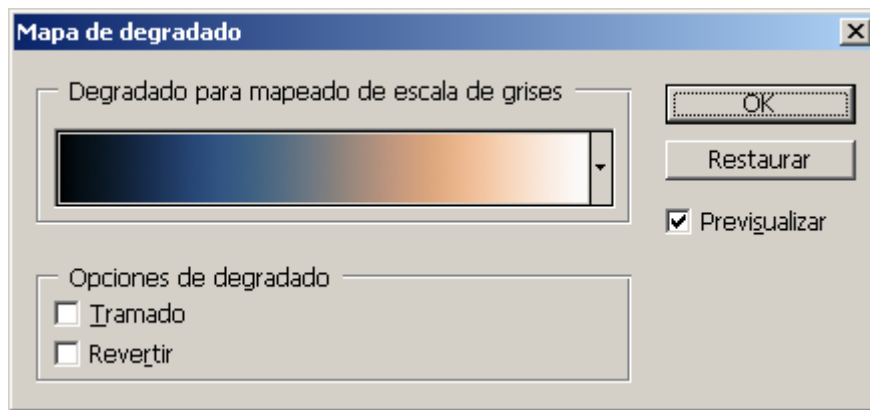 Mapa de degradado
Degradado para mapeado de escala de grises
OK
Restaurar
Previsualizar
Opciones de degradado
Tramado
Revertir